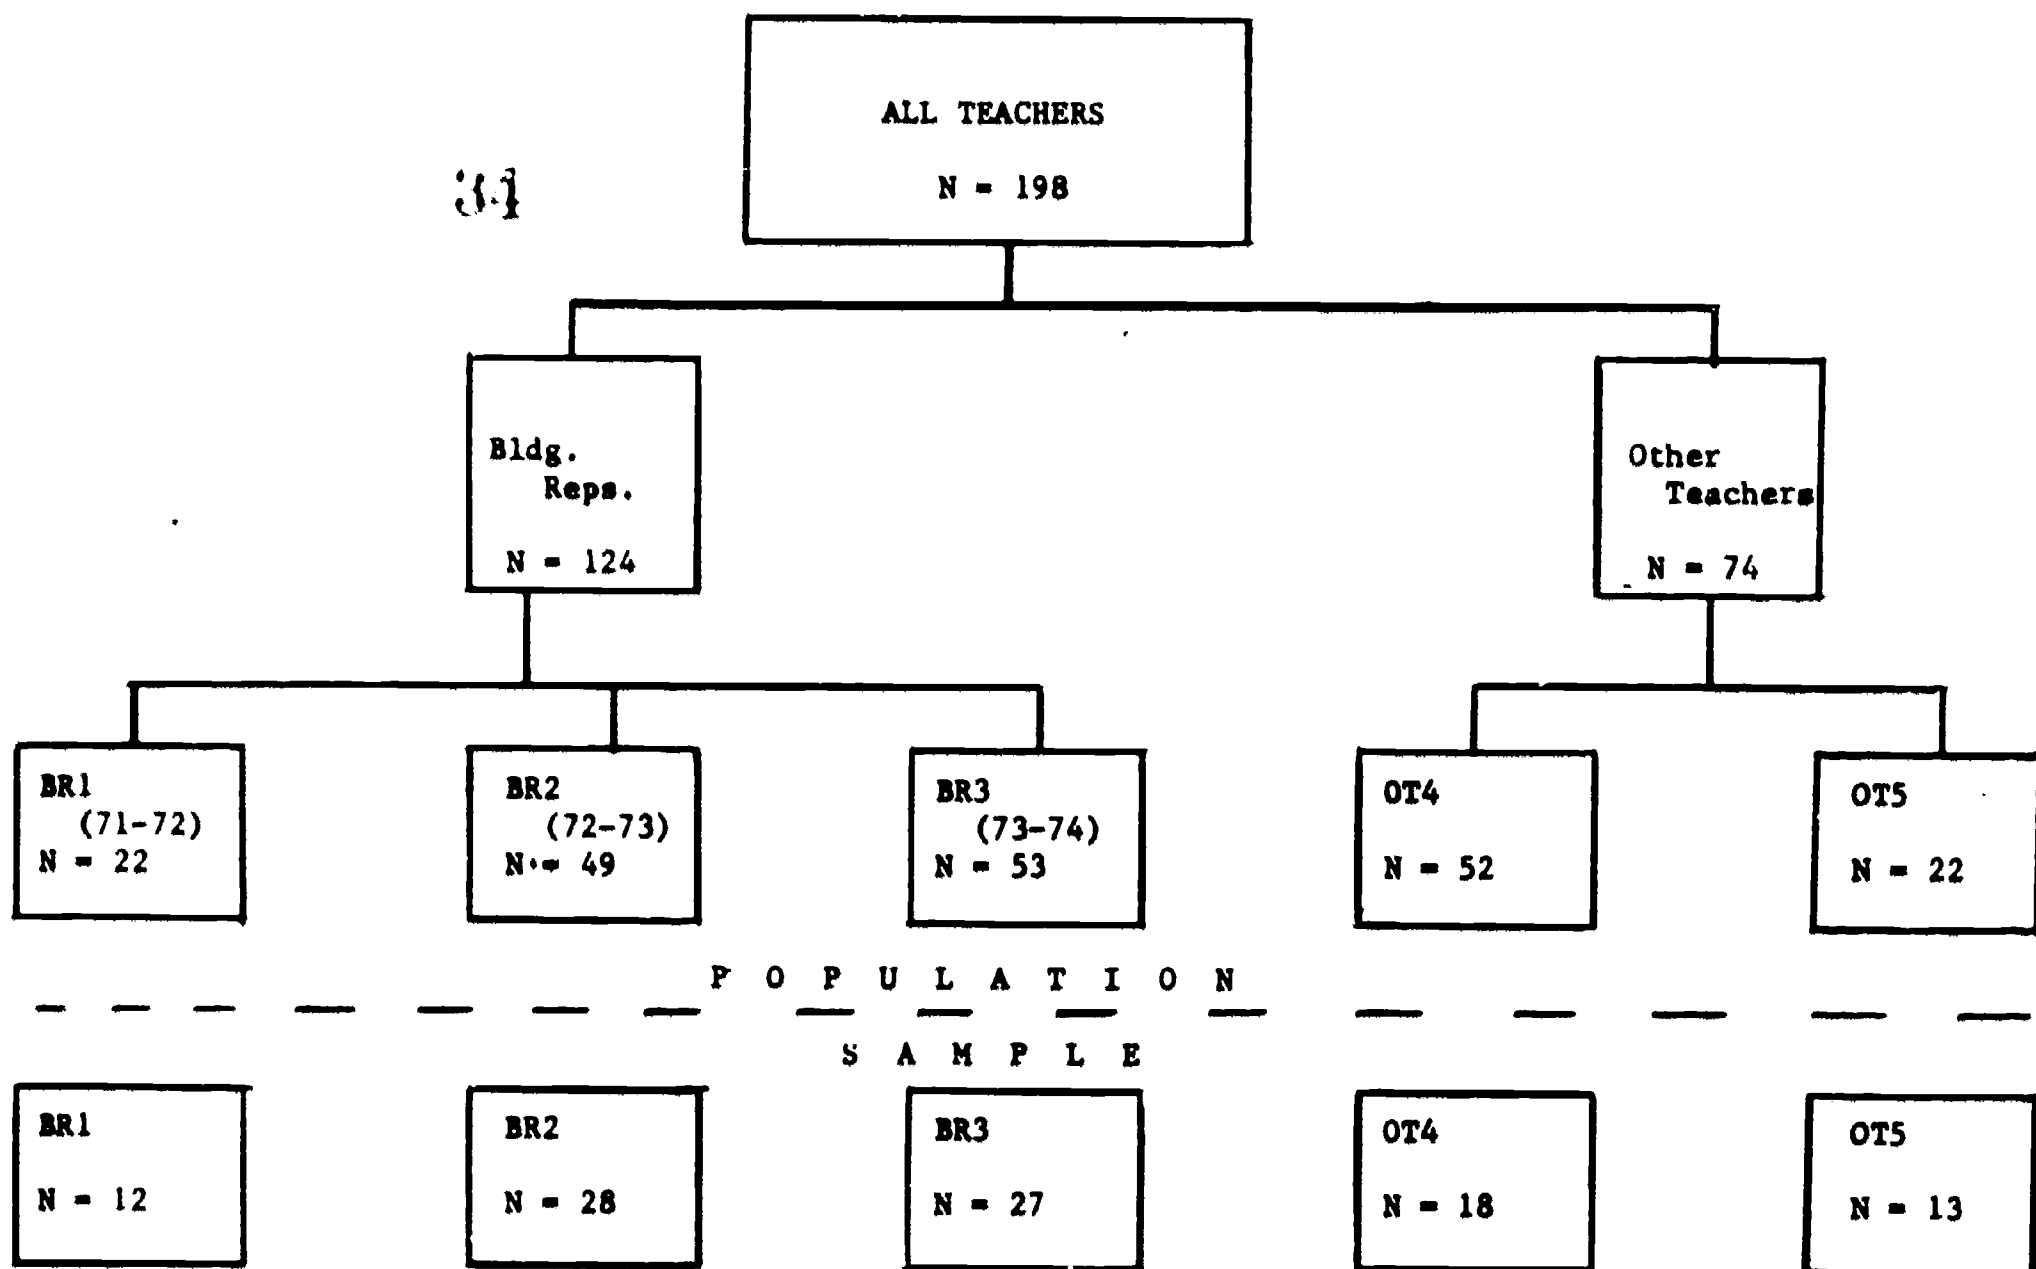 ALL TEACHERS
34
N = 198
Bldg.
Reps.
N = 124
Other
Teachers
N = 74
BR1
(71-72)
N = 22
BR2
(72-73)
N = 49
BR3
(73-74)
N = 53
OT4
N = 52
OT5
N = 22
P O P U L A T I O N
S A M P L E
BR1
N = 12
BR2
N = 28
BR3
N = 27
OT4
N = 18
OT5
N = 13